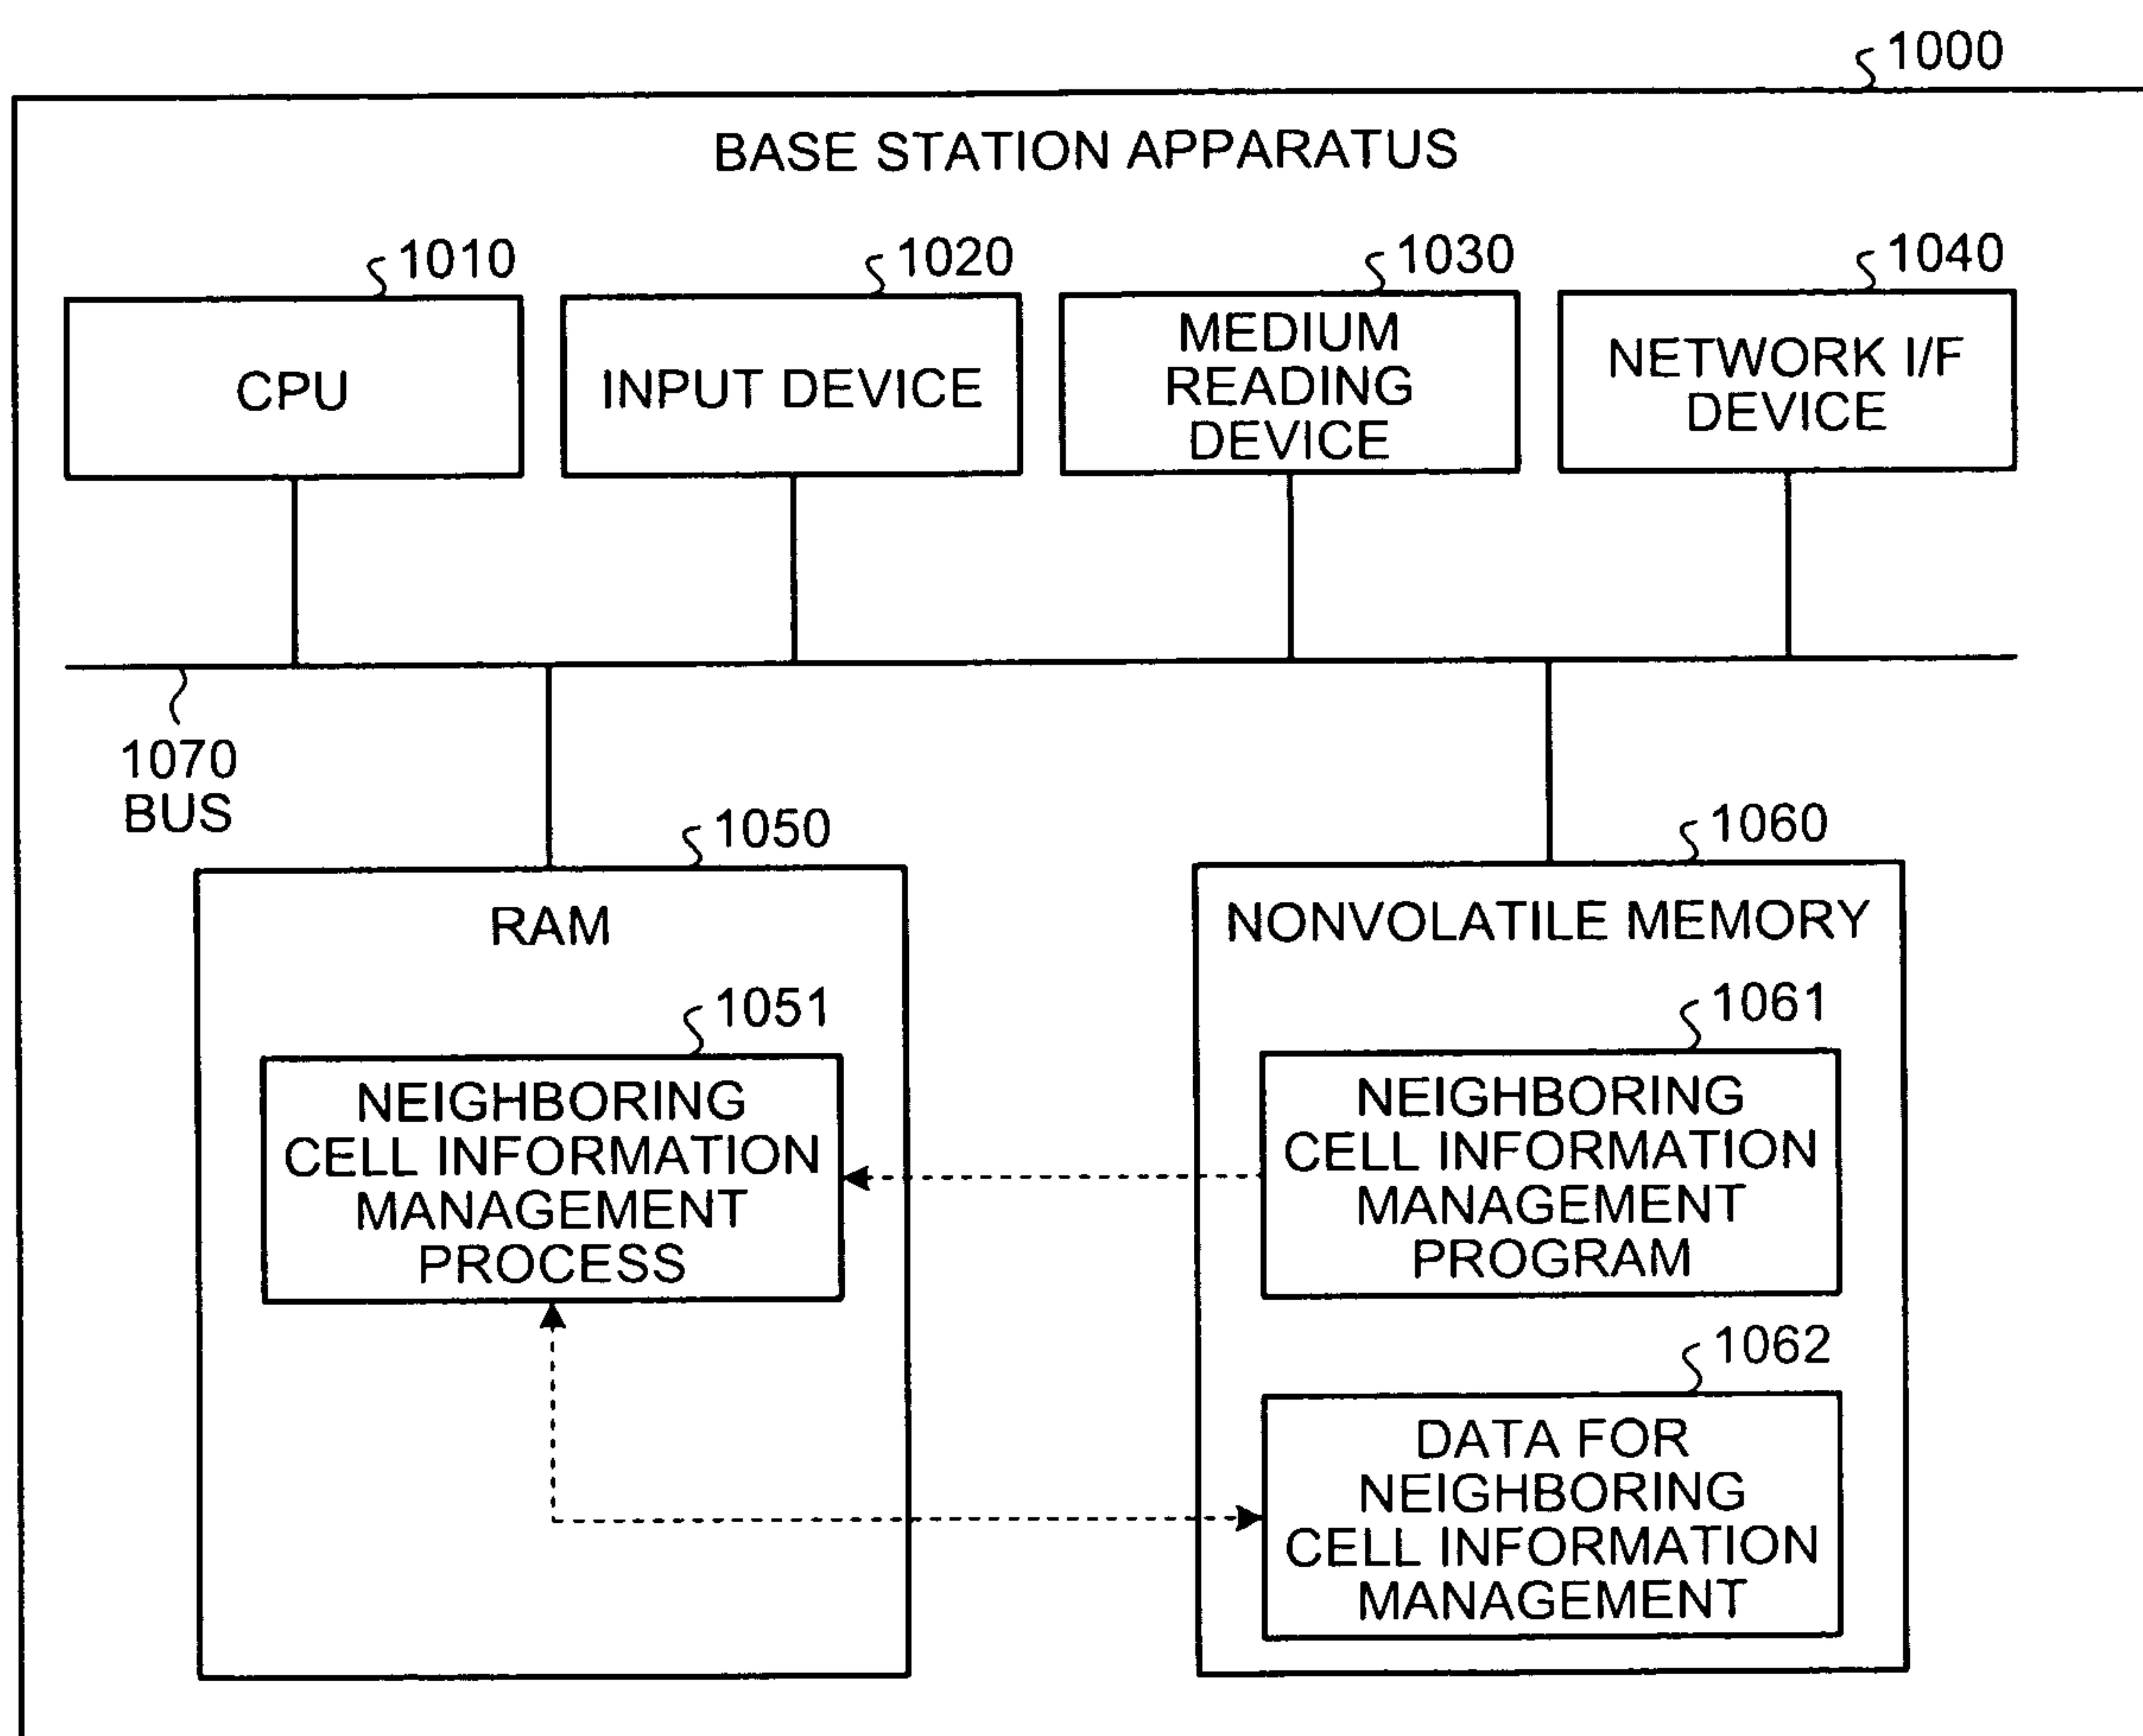 1000
BASE STATION APPARATUS
1010
1020
1030
1040
CPU
INPUT DEVICE
MEDIUM
READING
DEVICE
NETWORK I/F
DEVICE
1070
BUS
1050
RAM
1051
NEIGHBORING
CELL INFORMATION
MANAGEMENT
PROCESS
1060
NONVOLATILE MEMORY
1061
NEIGHBORING
CELL INFORMATION
MANAGEMENT
PROGRAM
1062
DATA FOR
NEIGHBORING
CELL INFORMATION
MANAGEMENT